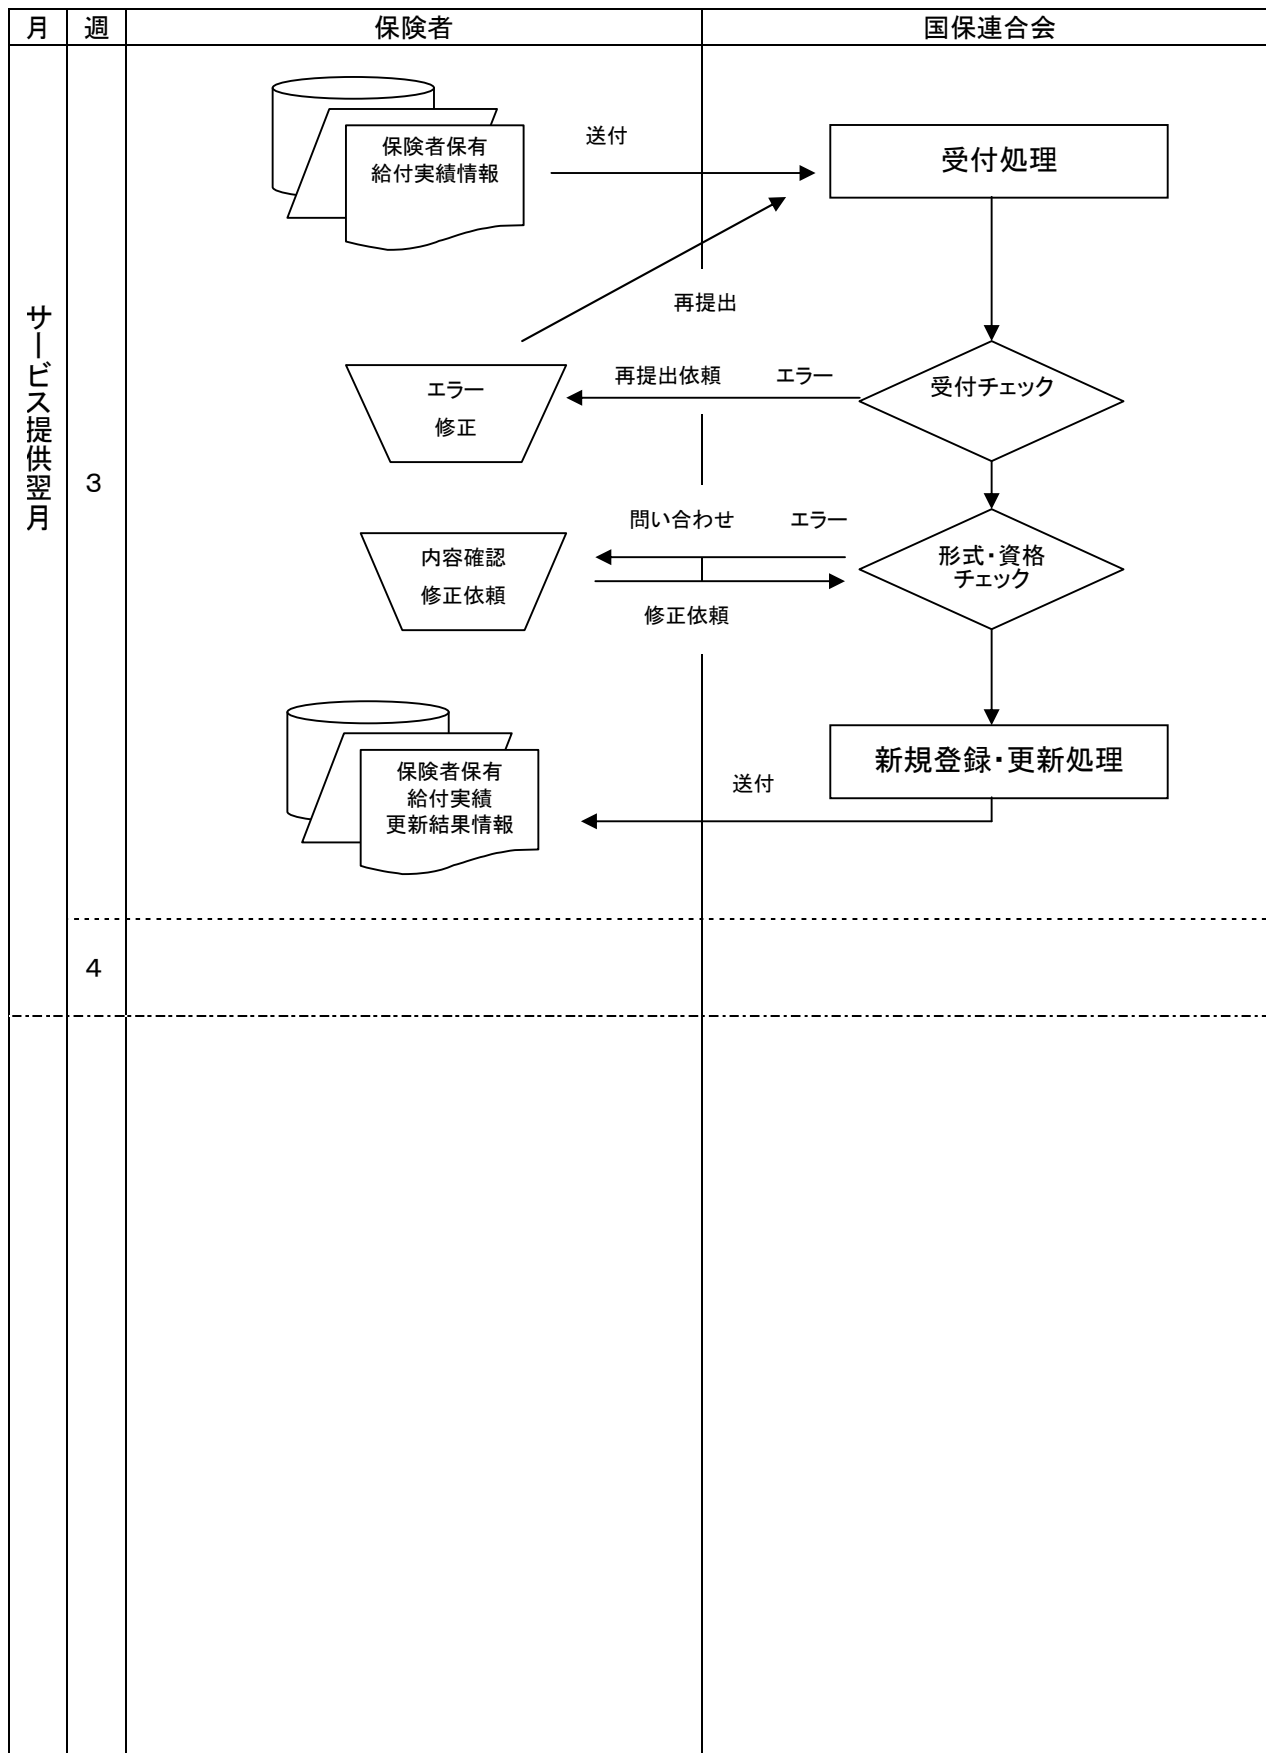 月 週 保険者 国保連合会
保険者保有
給付実績情報
送付
受付処理
再提出
サービス提供翌月
3
エラー
修正
再提出依頼 エラー
受付チェック
問い合わせ エラー
内容確認
修正依頼
形式・資格
チェック
修正依頼
保険者保有
給付実績
更新結果情報
送付
新規登録・更新処理
4